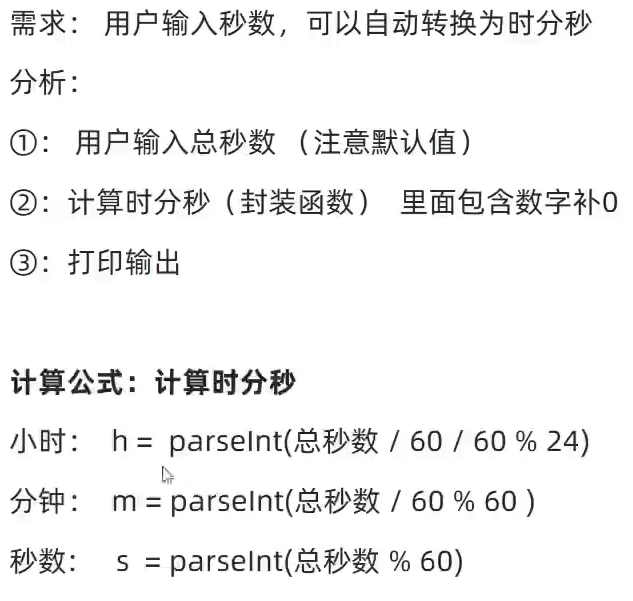 需求： 用户输入秒数，可以自动转换为时分秒
分析：
①： 用户输入总秒数 （注意默认值）
②：计算时分秒（封装函数） 里面包含数字补0
③：打印输出
计算公式：计算时分秒
小时： h = parseInt(总秒数 / 60 / 60 % 24)
分钟： m = parseInt(总秒数 / 60 % 60 )
秒数： s = parseInt(总秒数 % 60)